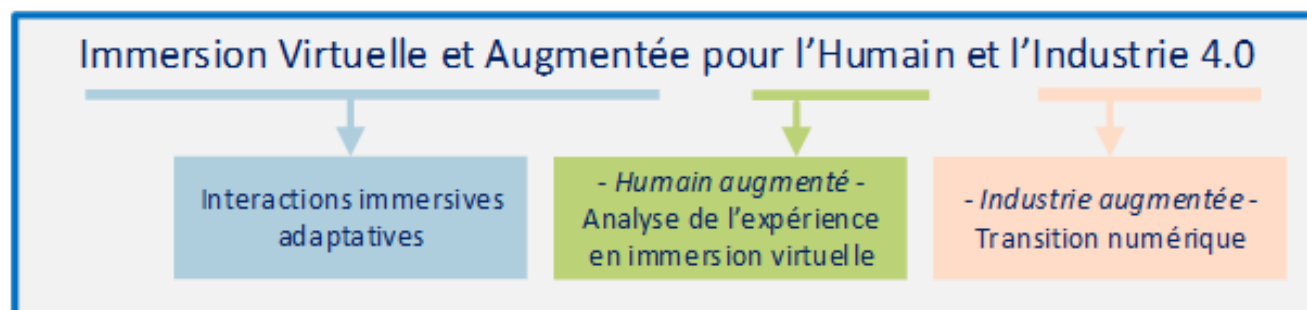 Immersion Virtuelle et Augmentée pour l’Humain et l’Industrie 4.0
Interactions immersives
adaptatives
- Humain augmenté -
Analyse de l’expérience
en immersion virtuelle
- Industrie augmentée -
Transition numérique